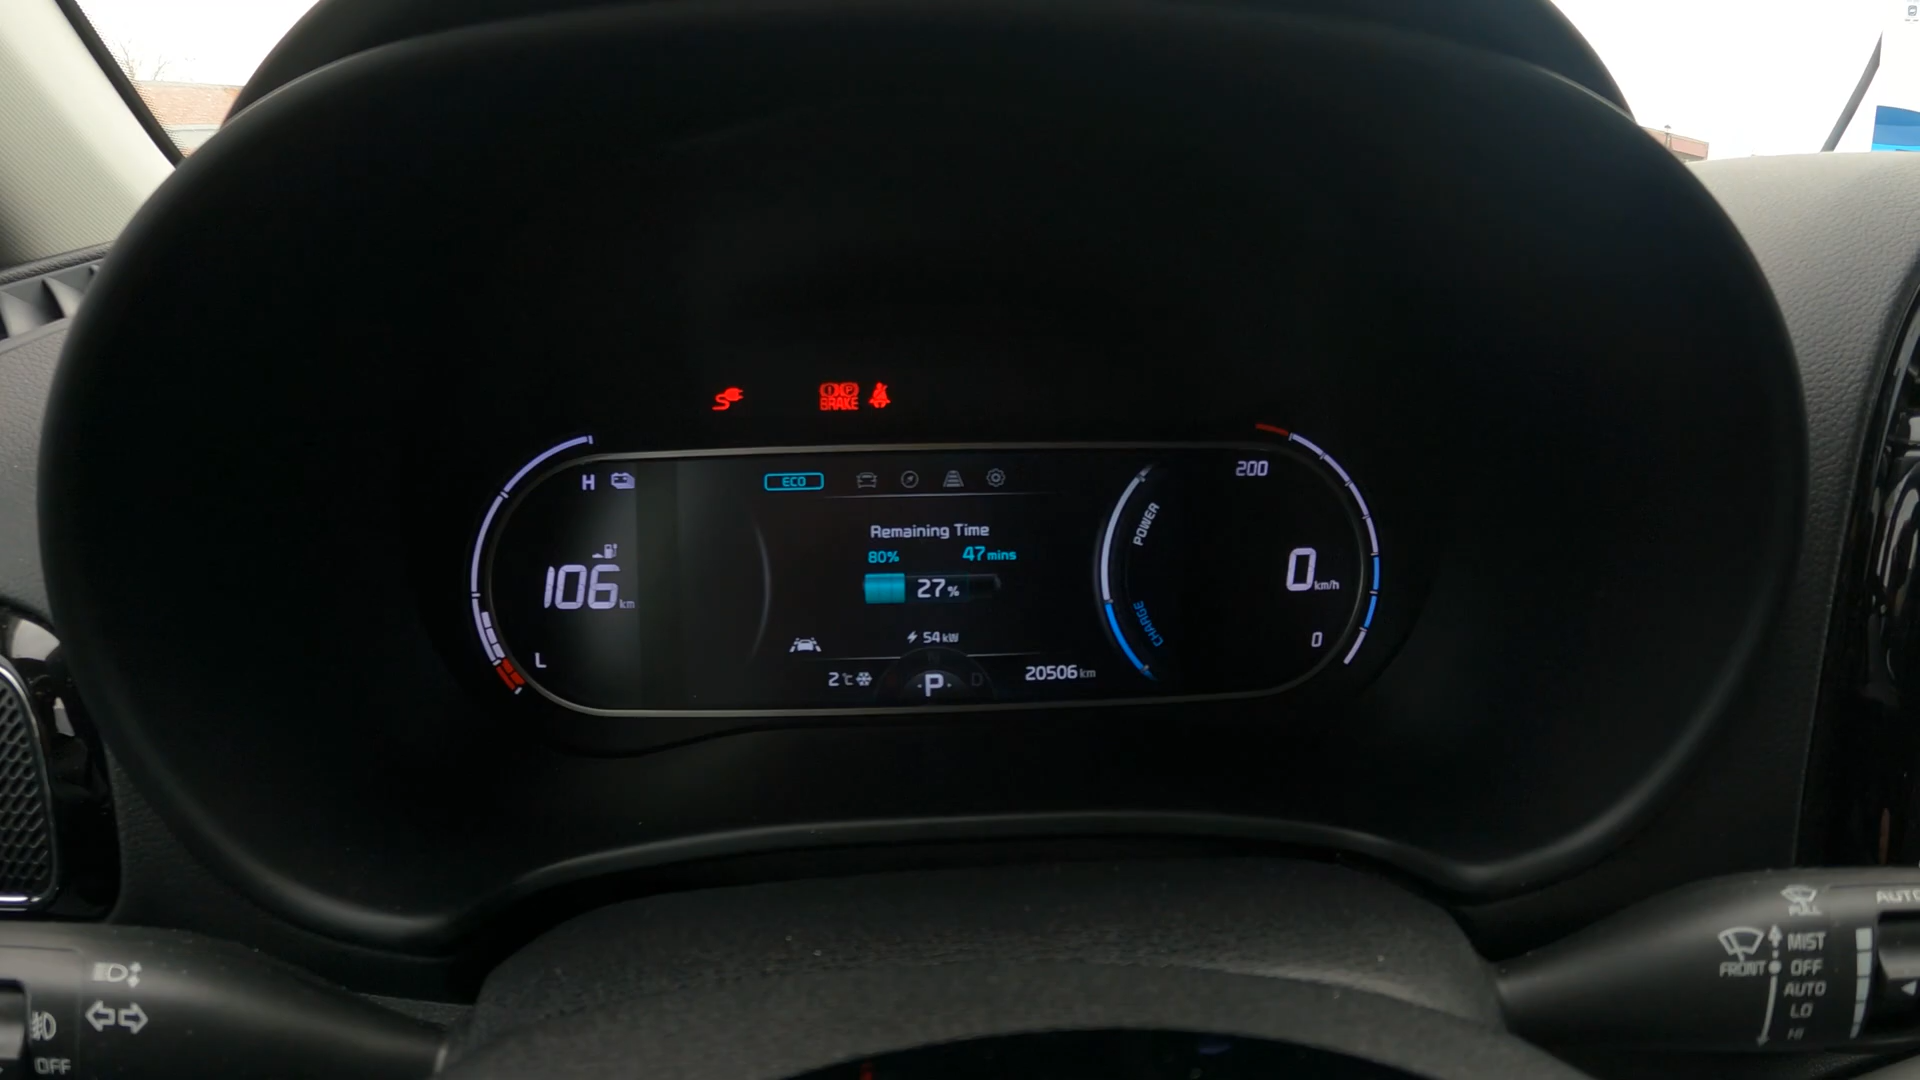 BRAKE
H
ECO
200
POWER
Remaining Time
80% 47 mins
106 km
27%
0 km/h
CHARGE
54 kW
0
L
2°C
P
D
20506 km
PULL
AUTO
MIST
FRONT OFF
AUTO
LO
HI
OFF